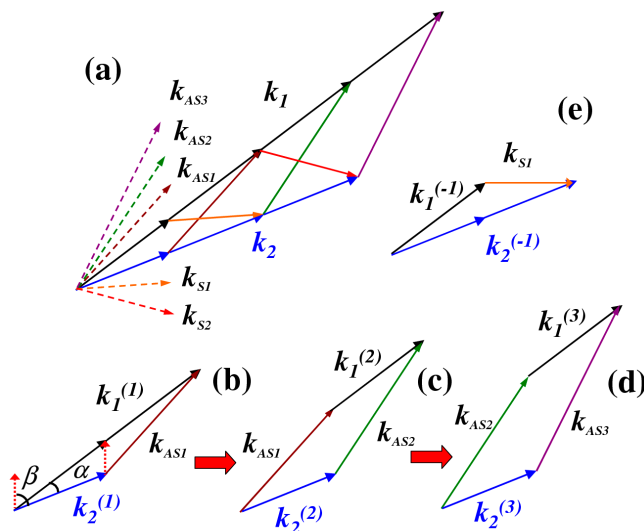 (a)
k_AS3
k_AS2
k_AS1
k_1
k_2
k_S1
k_S2
(e)
k_S1
k_1^(-1)
k_2^(-1)
k_1^(1)
(b)
β
α
k_AS1
k_2^(1)
k_1^(2)
(c)
k_AS1
k_AS2
k_2^(2)
k_1^(3)
(d)
k_AS2
k_AS3
k_2^(3)